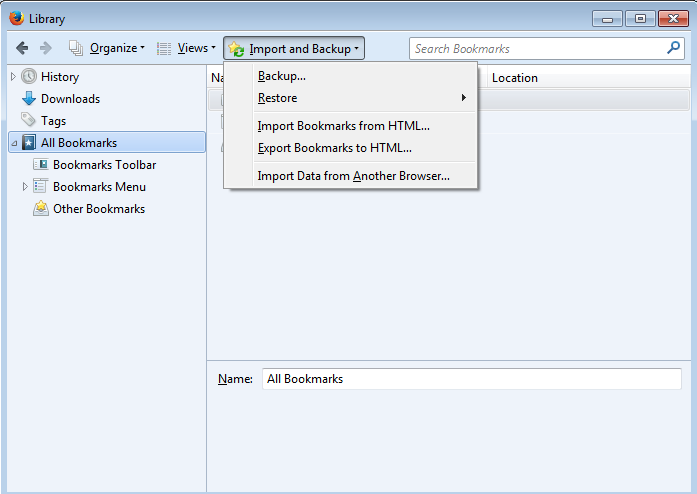 Library
Organize Views Import and Backup Search Bookmarks
History
Downloads
Tags
All Bookmarks
Bookmarks Toolbar
Bookmarks Menu
Other Bookmarks
Location
Backup...
Restore
Import Bookmarks from HTML...
Export Bookmarks to HTML...
Import Data from Another Browser...
Name: All Bookmarks